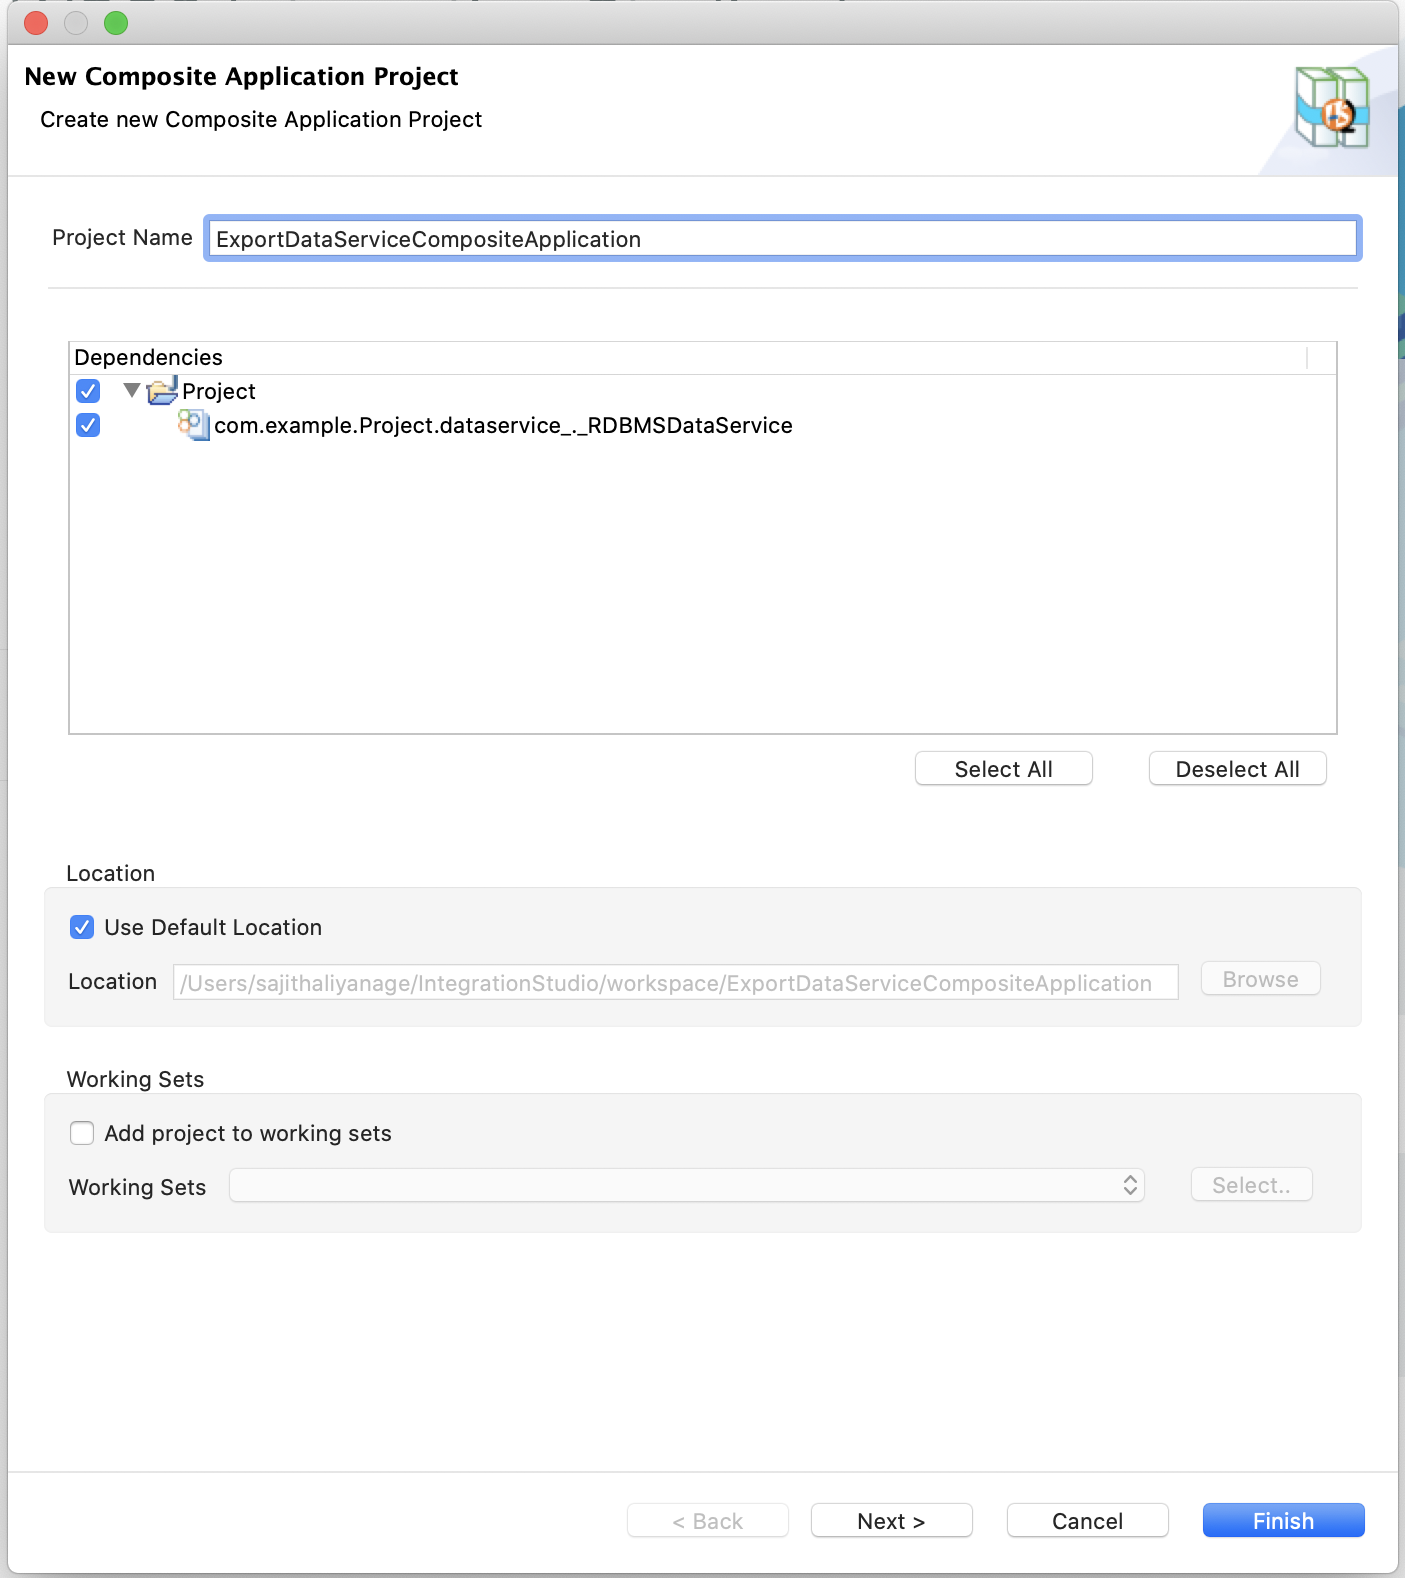 New Composite Application Project
Create new Composite Application Project
Project Name ExportDataServiceCompositeApplication
Dependencies
Project
com.example.Project.dataservice_._RDBMSDataService
Select All Deselect All
Location
Use Default Location
Location /Users/sajithaliyanage/IntegrationStudio/workspace/ExportDataServiceCompositeApplication Browse
Working Sets
Add project to working sets
Working Sets Select..
< Back Next > Cancel Finish